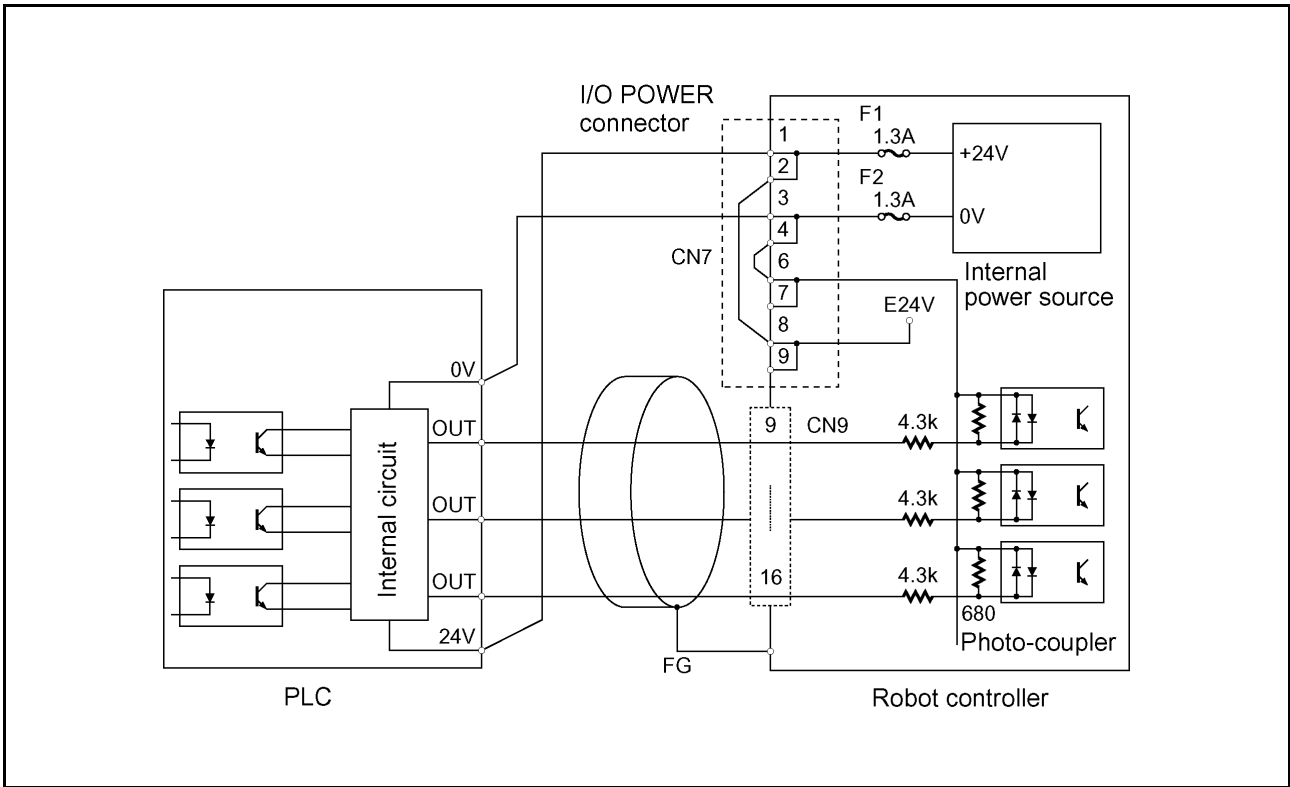 I/O POWER
connector
F1
1.3A
F2
1.3A
+24V
0V
Internal
power source
1
2
3
4
6
7
8
9
CN7
E24V
0V
OUT
OUT
OUT
24V
Internal circuit
PLC
FG
9
16
CN9
4.3k
4.3k
4.3k
680
Photo-coupler
Robot controller